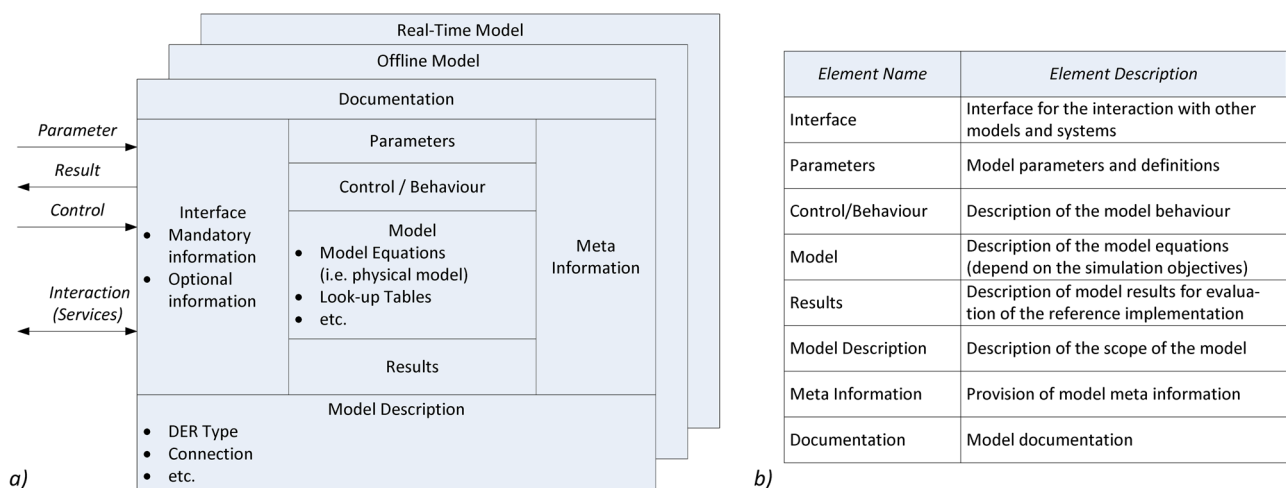 Real-Time Model
Offline Model
Documentation
Parameter
Result
Control
Interaction
(Services)
Interface
• Mandatory
information
• Optional
information
Parameters
Control / Behaviour
Model
• Model Equations
(i.e. physical model)
• Look-up Tables
• etc.
Results
Meta
Information
Model Description
• DER Type
• Connection
• etc.
a)
Element Name
Element Description
Interface
Interface for the interaction with other
models and systems
Parameters
Model parameters and definitions
Control/Behaviour
Description of the model behaviour
Model
Description of the model equations
(depend on the simulation objectives)
Results
Description of model results for evalua-
tion of the reference implementation
Model Description
Description of the scope of the model
Meta Information
Provision of model meta information
Documentation
Model documentation
b)